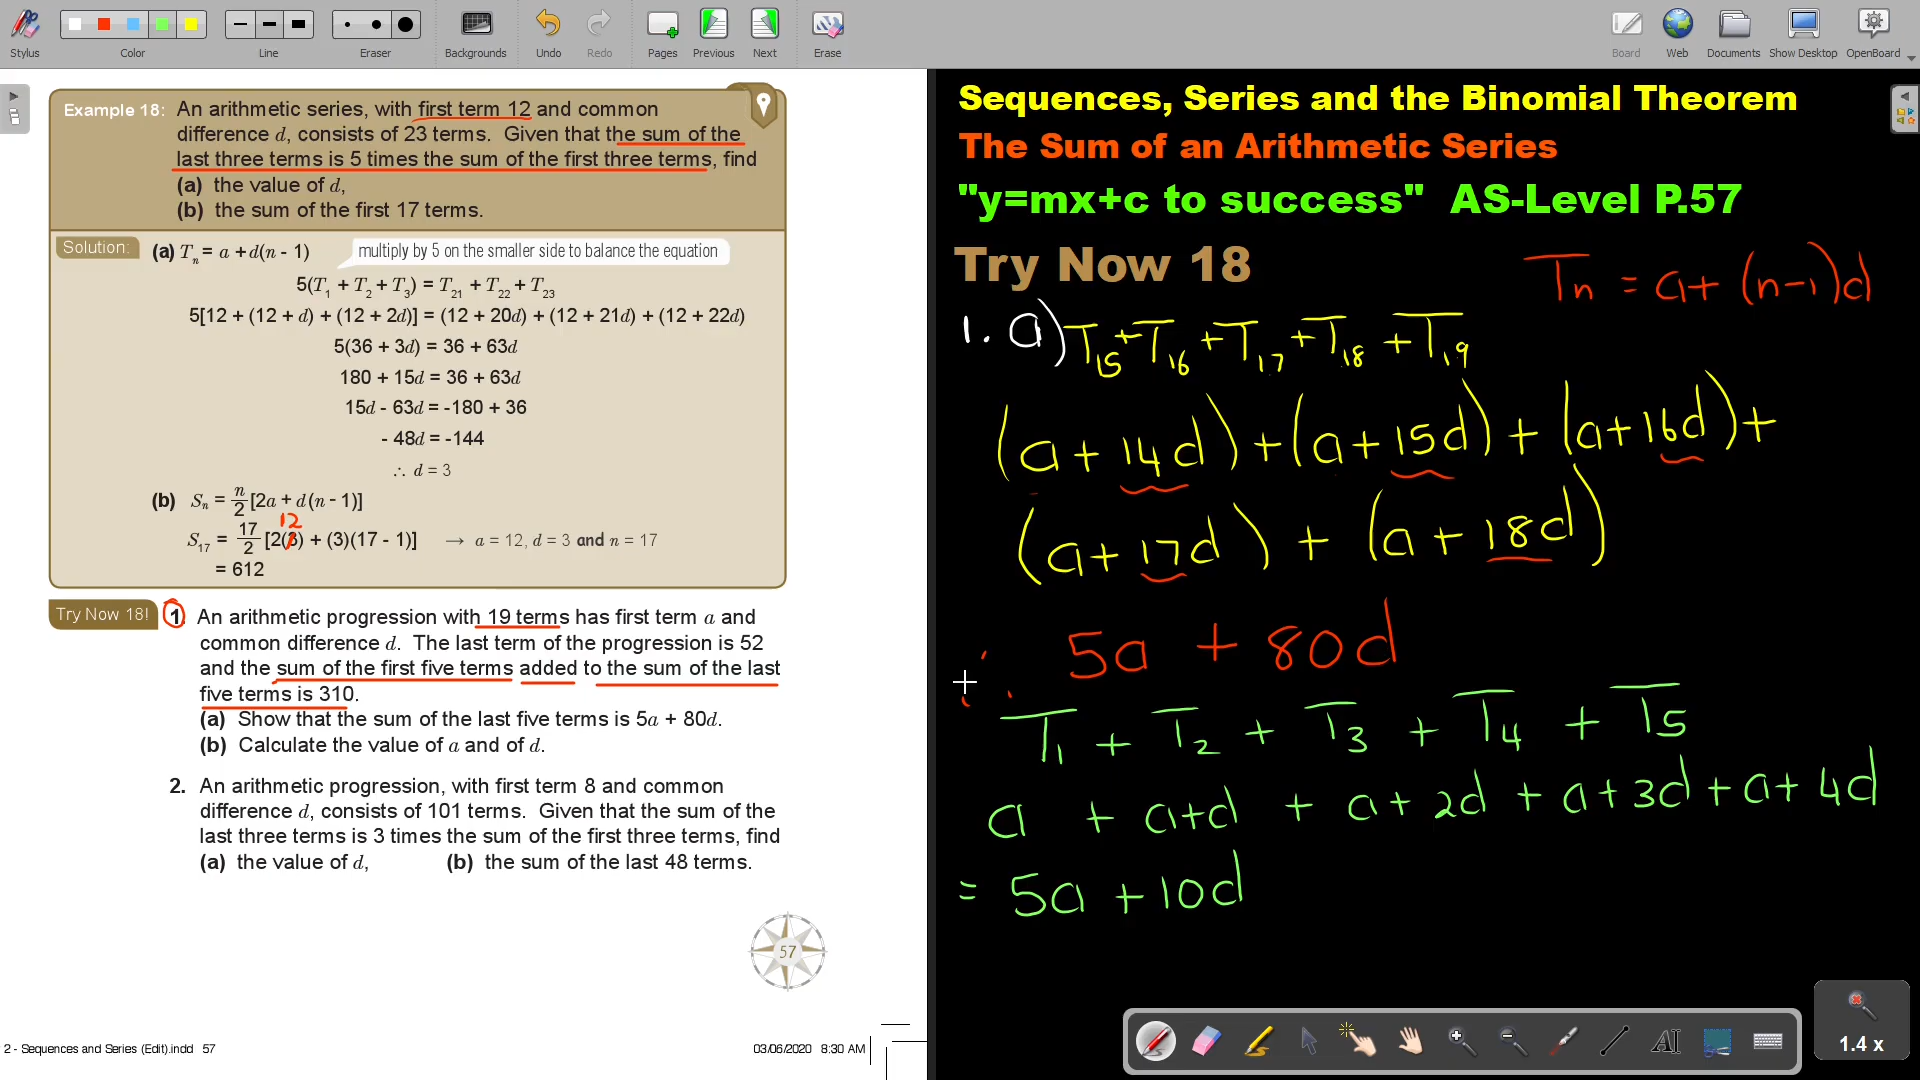 Stylus Color Line Eraser Backgrounds Undo Redo Pages Previous Next Erase Board Web Documents Show Desktop OpenBoard
Example 18: An arithmetic series, with first term 12 and common
difference d, consists of 23 terms. Given that the sum of the
last three terms is 5 times the sum of the first three terms, find
(a) the value of d,
(b) the sum of the first 17 terms.
Solution: (a) Tn = a + d(n - 1) multiply by 5 on the smaller side to balance the equation
5(T1 + T2 + T3) = T21 + T22 + T23
5[12 + (12 + d) + (12 + 2d)] = (12 + 20d) + (12 + 21d) + (12 + 22d)
5(36 + 3d) = 36 + 63d
180 + 15d = 36 + 63d
15d - 63d = -180 + 36
- 48d = -144
∴ d = 3
(b) Sn = n/2 [2a + d(n - 1)]
12
S17 = 17/2 [2(3) + (3)(17 - 1)] → a = 12, d = 3 and n = 17
= 612
Try Now 18! 1. An arithmetic progression with 19 terms has first term a and
common difference d. The last term of the progression is 52
and the sum of the first five terms added to the sum of the last
five terms is 310.
(a) Show that the sum of the last five terms is 5a + 80d.
(b) Calculate the value of a and of d.
2. An arithmetic progression, with first term 8 and common
difference d, consists of 101 terms. Given that the sum of the
last three terms is 3 times the sum of the first three terms, find
(a) the value of d, (b) the sum of the last 48 terms.
57
2 - Sequences and Series (Edit).indd 57 03/06/2020 8:30 AM
Sequences, Series and the Binomial Theorem
The Sum of an Arithmetic Series
"y=mx+c to success" AS-Level P.57
Try Now 18
Tn = a + (n-1)d
1. a) T15 + T16 + T17 + T18 + T19
(a + 14d) + (a + 15d) + (a + 16d) +
(a + 17d) + (a + 18d)
∴ 5a + 80d
T1 + T2 + T3 + T4 + T5
a + a+d + a + 2d + a + 3d + a + 4d
= 5a + 10d
1.4 x